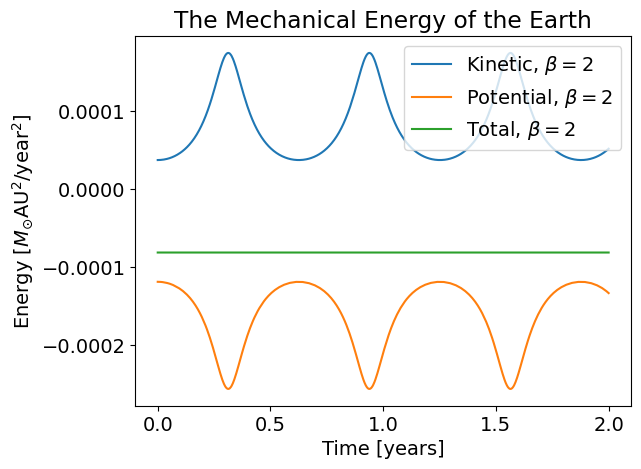 The Mechanical Energy of the Earth
Kinetic, β = 2
Potential, β = 2
Total, β = 2
Energy [M⊙AU²/year²]
0.0001
0.0000
−0.0001
−0.0002
0.0
0.5
1.0
1.5
2.0
Time [years]